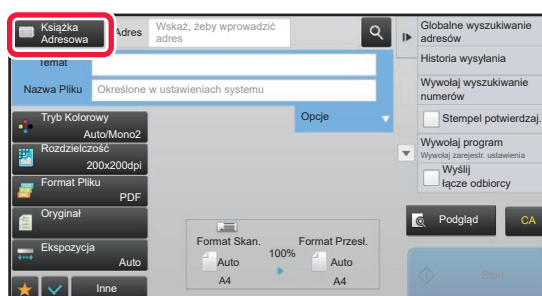 Książka
Adresowa
Adres
Wskaż, żeby wprowadzić
adres
Temat
Nazwa Pliku
Określone w ustawieniach systemu
Opcje
Tryb Kolorowy
Auto/Mono2
Rozdzielczość
200x200dpi
Format Pliku
PDF
Oryginał
Ekspozycja
Auto
Inne
Format Skan.
Auto
A4
100%
Format Przesł.
Auto
A4
Globalne wyszukiwanie
adresów
Historia wysyłania
Wywołaj wyszukiwanie
numerów
Stempel potwierdzaj.
Wywołaj program
Wywołaj zarejestr. ustawienia
Wyślij
łącze odbiorcy
Podgląd
CA
Start